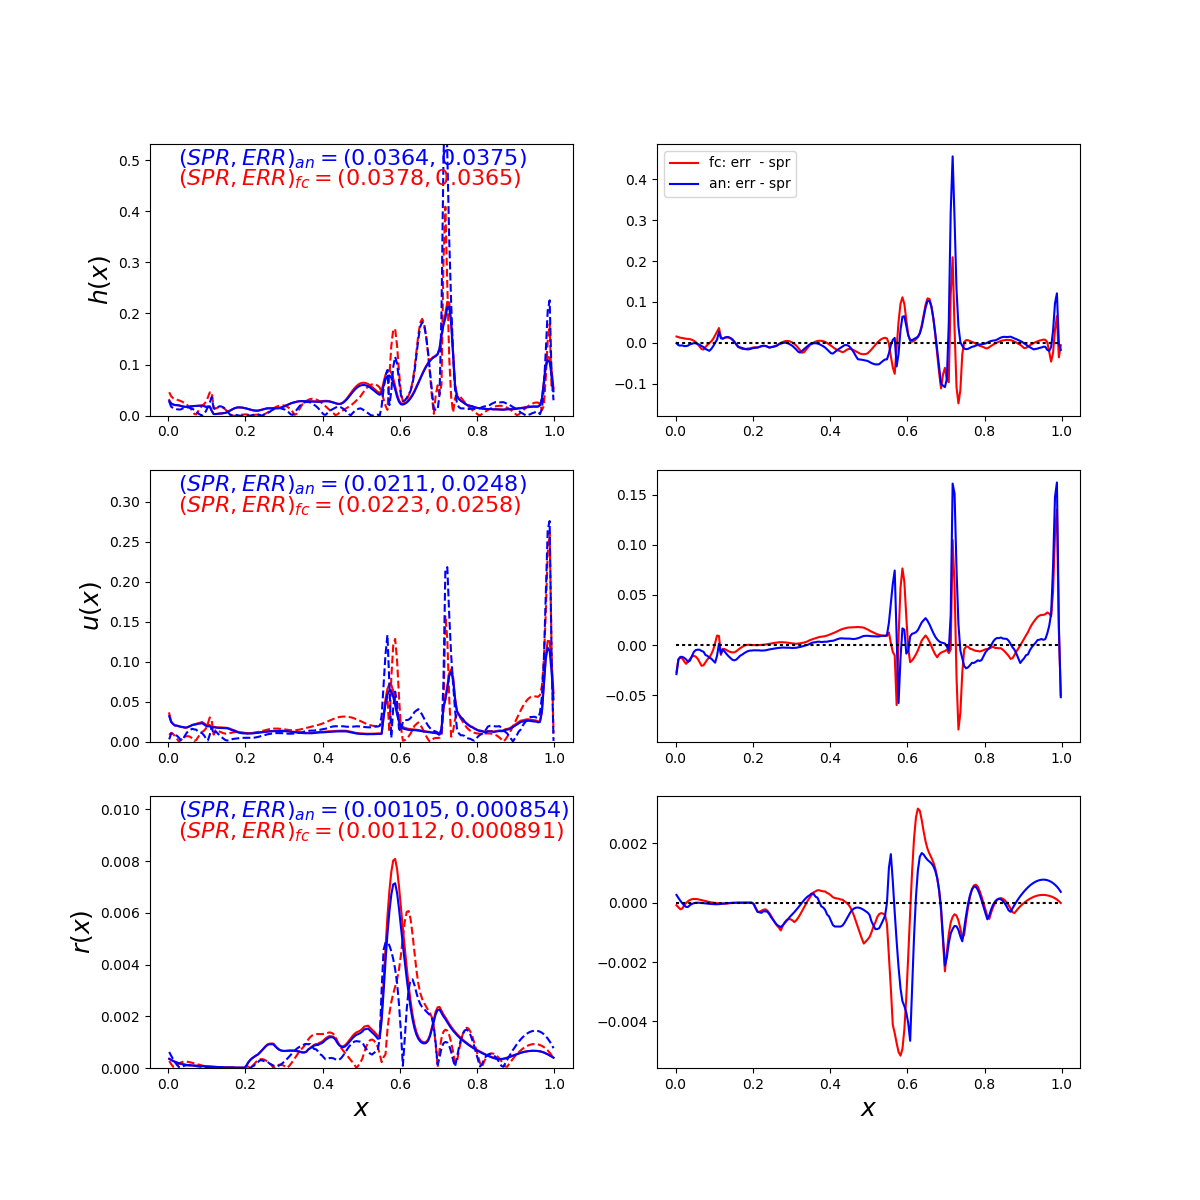 (SPR, ERR)an = (0.0364, 0.0375)
(SPR, ERR)fc = (0.0378, 0.0365)
h(x)
0.5
0.4
0.3
0.2
0.1
0.0
0.0 0.2 0.4 0.6 0.8 1.0
fc: err - spr
an: err - spr
0.4
0.3
0.2
0.1
0.0
−0.1
0.0 0.2 0.4 0.6 0.8 1.0
(SPR, ERR)an = (0.0211, 0.0248)
(SPR, ERR)fc = (0.0223, 0.0258)
u(x)
0.30
0.25
0.20
0.15
0.10
0.05
0.00
0.0 0.2 0.4 0.6 0.8 1.0
0.15
0.10
0.05
0.00
−0.05
0.0 0.2 0.4 0.6 0.8 1.0
(SPR, ERR)an = (0.00105, 0.000854)
(SPR, ERR)fc = (0.00112, 0.000891)
r(x)
0.010
0.008
0.006
0.004
0.002
0.000
0.0 0.2 0.4 0.6 0.8 1.0
x
0.002
0.000
−0.002
−0.004
0.0 0.2 0.4 0.6 0.8 1.0
x